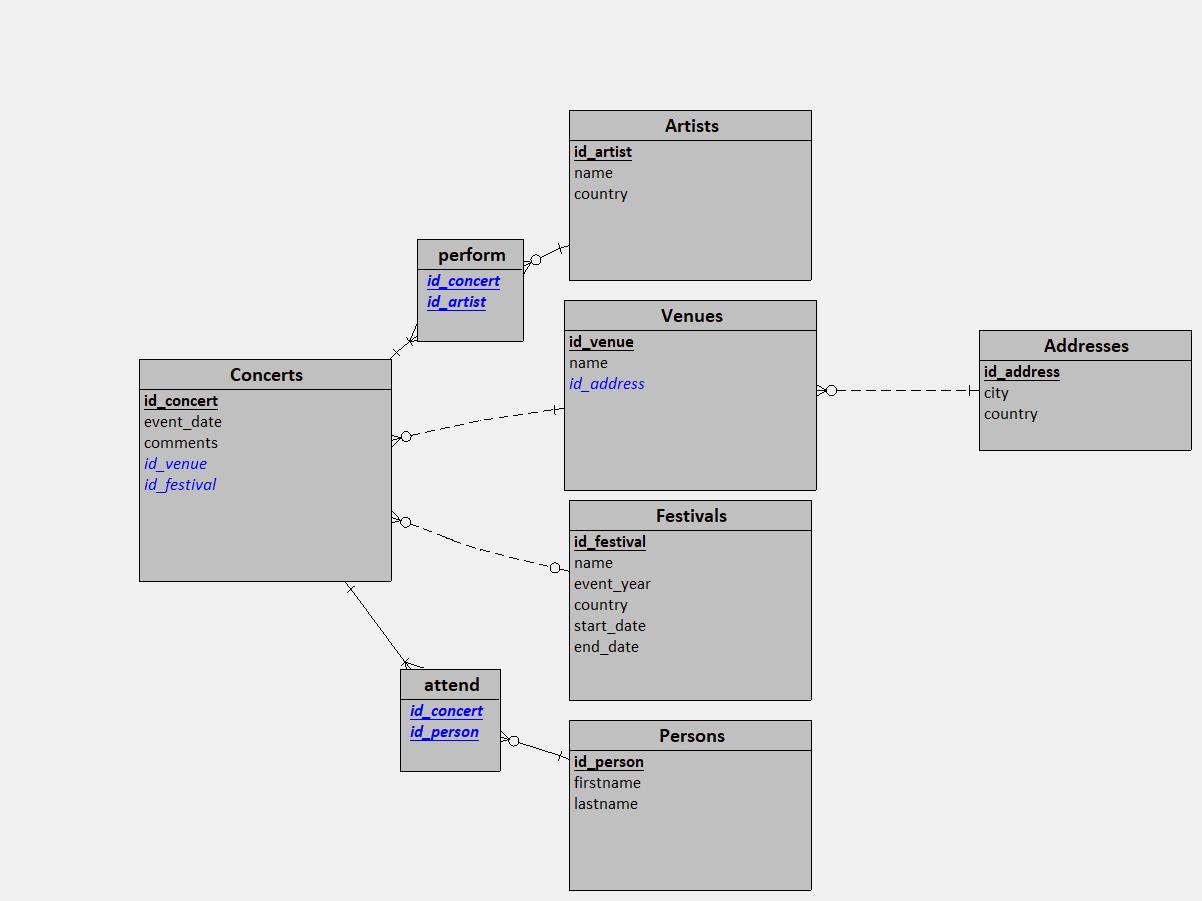 Artists
id_artist
name
country
perform
id_concert
id_artist
Venues
id_venue
name
id_address
Addresses
id_address
city
country
Concerts
id_concert
event_date
comments
id_venue
id_festival
Festivals
id_festival
name
event_year
country
start_date
end_date
attend
id_concert
id_person
Persons
id_person
firstname
lastname